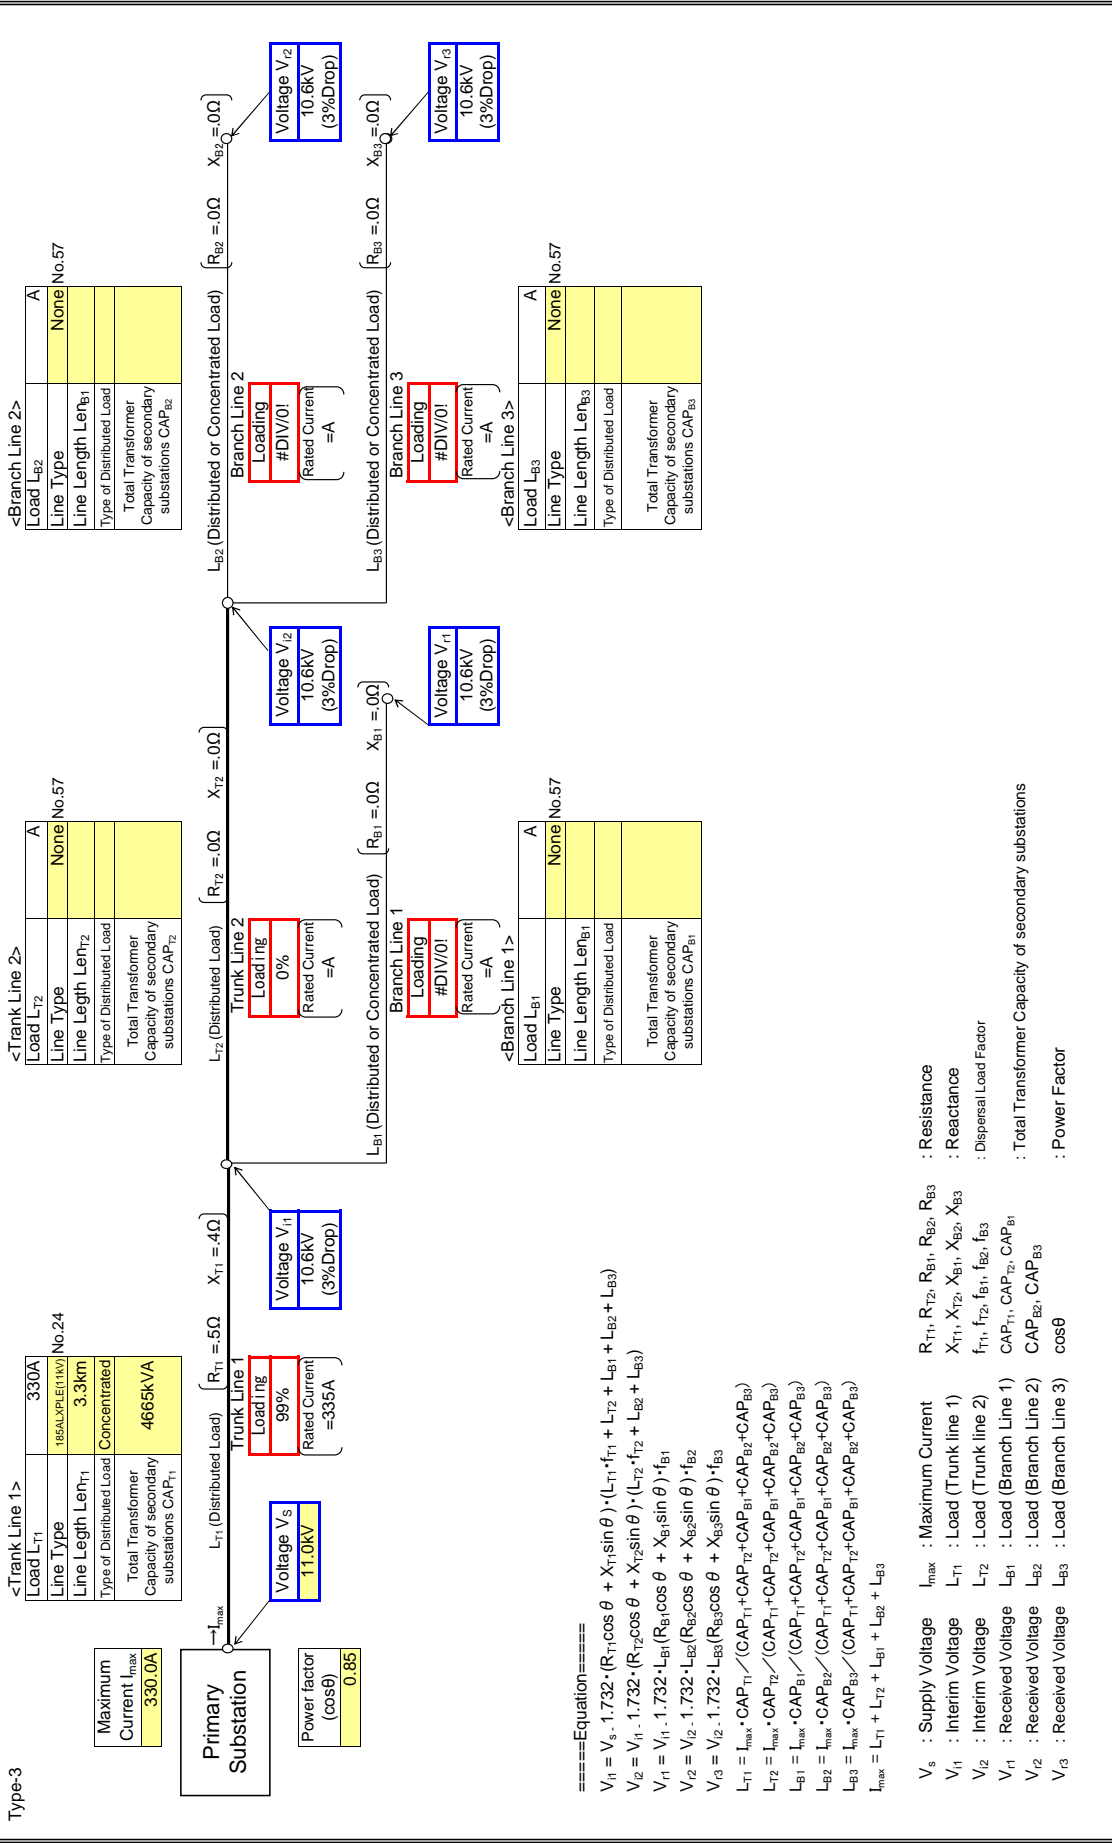 Type-3
<Trank Line 1>
Load LT1 330A
Line Type 185ALXPLE(11kV) No.24
Line Legth LenT1 3.3km
Type of Distributed Load Concentrated
Total Transformer Capacity of secondary substations CAPT1 4665kVA
<Trank Line 2>
Load LT2 A
Line Type None No.57
Line Length LenT2
Type of Distributed Load
Total Transformer Capacity of secondary substations CAPT2
<Branch Line 2>
Load LB2 A
Line Type None No.57
Line Length LenB1
Type of Distributed Load
Total Transformer Capacity of secondary substations CAPB2
Maximum
Current Imax
330.0A
Primary
Substation
→Imax
Power factor
(cosθ)
0.85
Voltage VS
11.0kV
LT1 (Distributed Load)
RT1 =.5Ω XT1 =.4Ω
Trunk Line 1
Loading
99%
Rated Current
=335A
Voltage Vi1
10.6kV
(3%Drop)
LT2 (Distributed Load)
RT2 =.0Ω XT2 =.0Ω
Trunk Line 2
Loading
0%
Rated Current
=A
Voltage Vi2
10.6kV
(3%Drop)
LB2 (Distributed or Concentrated Load)
RB2 =.0Ω XB2 =.0Ω
Branch Line 2
Loading
#DIV/0!
Rated Current
=A
Voltage Vr2
10.6kV
(3%Drop)
LB1 (Distributed or Concentrated Load)
RB1 =.0Ω XB1 =.0Ω
Branch Line 1
Loading
#DIV/0!
Rated Current
=A
Voltage Vr1
10.6kV
(3%Drop)
LB3 (Distributed or Concentrated Load)
RB3 =.0Ω XB3 =.0Ω
Branch Line 3
Loading
#DIV/0!
Rated Current
=A
Voltage Vr3
10.6kV
(3%Drop)
<Branch Line 1>
Load LB1 A
Line Type None No.57
Line Length LenB1
Type of Distributed Load
Total Transformer Capacity of secondary substations CAPB1
<Branch Line 3>
Load LB3 A
Line Type None No.57
Line Length LenB3
Type of Distributed Load
Total Transformer Capacity of secondary substations CAPB3
=====Equation=====
Vi1 = Vs - 1.732･(RT1cos θ + XT1sin θ)･(LT1･fT1 + LT2 + LB1 + LB2 + LB3)
Vi2 = Vi1 - 1.732･(RT2cos θ + XT2sin θ)･(LT2･fT2 + LB2 + LB3)
Vr1 = Vi1 - 1.732･LB1(RB1cos θ + XB1sin θ)･fB1
Vr2 = Vi2 - 1.732･LB2(RB2cos θ + XB2sin θ)･fB2
Vr3 = Vi2 - 1.732･LB3(RB3cos θ + XB3sin θ)･fB3
LT1 = Imax･CAPT1／(CAPT1+CAPT2+CAPB1+CAPB2+CAPB3)
LT2 = Imax･CAPT2／(CAPT1+CAPT2+CAPB1+CAPB2+CAPB3)
LB1 = Imax･CAPB1／(CAPT1+CAPT2+CAPB1+CAPB2+CAPB3)
LB2 = Imax･CAPB2／(CAPT1+CAPT2+CAPB1+CAPB2+CAPB3)
LB3 = Imax･CAPB3／(CAPT1+CAPT2+CAPB1+CAPB2+CAPB3)
Imax = LT1 + LT2 + LB1 + LB2 + LB3
Vs : Supply Voltage Imax : Maximum Current RT1, RT2, RB1, RB2, RB3 : Resistance
Vi1 : Interim Voltage LT1 : Load (Trunk line 1) XT1, XT2, XB1, XB2, XB3 : Reactance
Vi2 : Interim Voltage LT2 : Load (Trunk line 2) fT1, fT2, fB1, fB2, fB3 : Dispersal Load Factor
Vr1 : Received Voltage LB1 : Load (Branch Line 1) CAPT1, CAPT2, CAPB1 : Total Transformer Capacity of secondary substations
Vr2 : Received Voltage LB2 : Load (Branch Line 2) CAPB2, CAPB3
Vr3 : Received Voltage LB3 : Load (Branch Line 3) cosθ : Power Factor